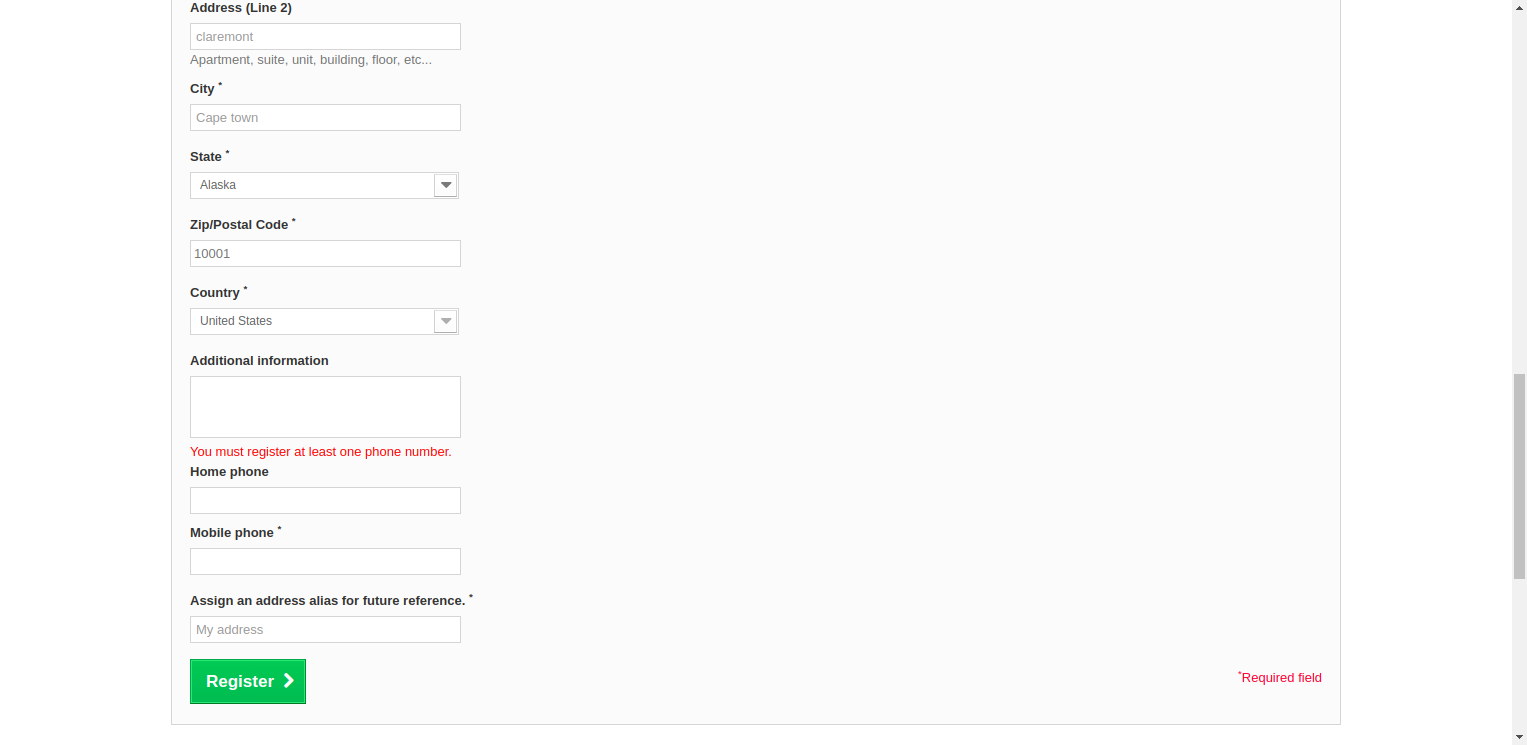 Address (Line 2)
claremont
Apartment, suite, unit, building, floor, etc...
City *
Cape town
State *
Alaska
Zip/Postal Code *
10001
Country *
United States
Additional information
You must register at least one phone number.
Home phone
Mobile phone *
Assign an address alias for future reference. *
My address
Register
*Required field